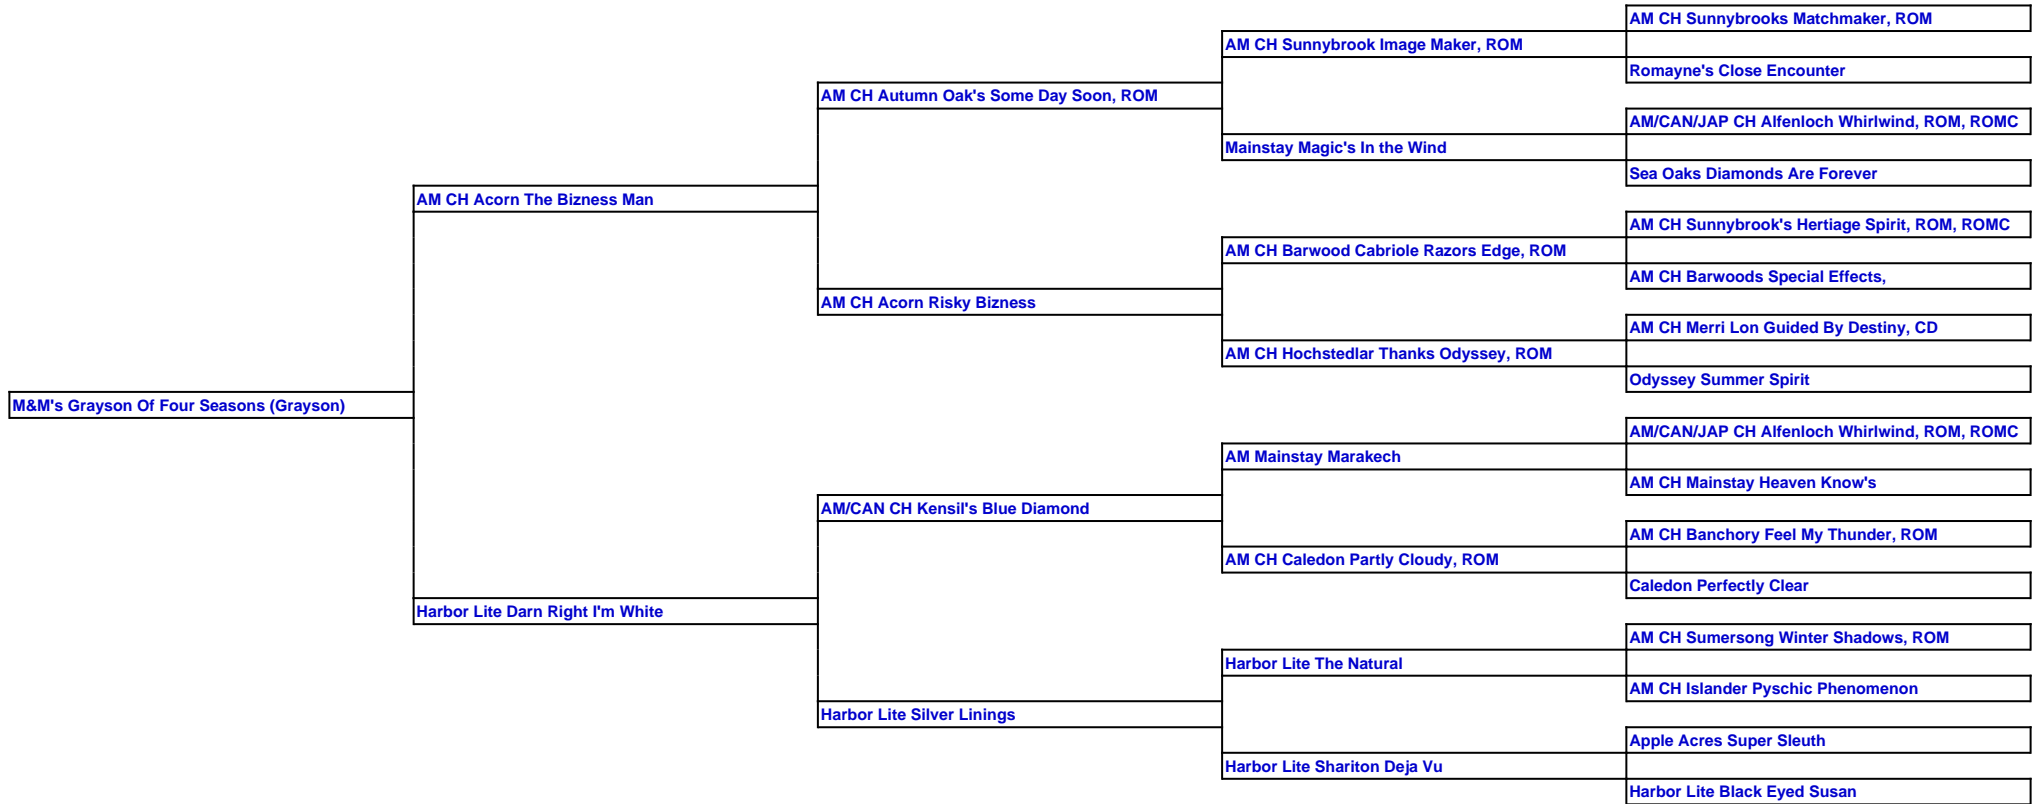 AM CH Sunnybrooks Matchmaker, ROM
AM CH Sunnybrook Image Maker, ROM
Romayne's Close Encounter
AM CH Autumn Oak's Some Day Soon, ROM
AM/CAN/JAP CH Alfenloch Whirlwind, ROM, ROMC
Mainstay Magic's In the Wind
Sea Oaks Diamonds Are Forever
AM CH Acorn The Bizness Man
AM CH Sunnybrook's Hertiage Spirit, ROM, ROMC
AM CH Barwood Cabriole Razors Edge, ROM
AM CH Barwoods Special Effects,
AM CH Acorn Risky Bizness
AM CH Merri Lon Guided By Destiny, CD
AM CH Hochstedlar Thanks Odyssey, ROM
Odyssey Summer Spirit
M&M's Grayson Of Four Seasons (Grayson)
AM/CAN/JAP CH Alfenloch Whirlwind, ROM, ROMC
AM Mainstay Marakech
AM CH Mainstay Heaven Know's
AM/CAN CH Kensil's Blue Diamond
AM CH Banchory Feel My Thunder, ROM
AM CH Caledon Partly Cloudy, ROM
Caledon Perfectly Clear
Harbor Lite Darn Right I'm White
AM CH Sumersong Winter Shadows, ROM
Harbor Lite The Natural
AM CH Islander Pyschic Phenomenon
Harbor Lite Silver Linings
Apple Acres Super Sleuth
Harbor Lite Shariton Deja Vu
Harbor Lite Black Eyed Susan